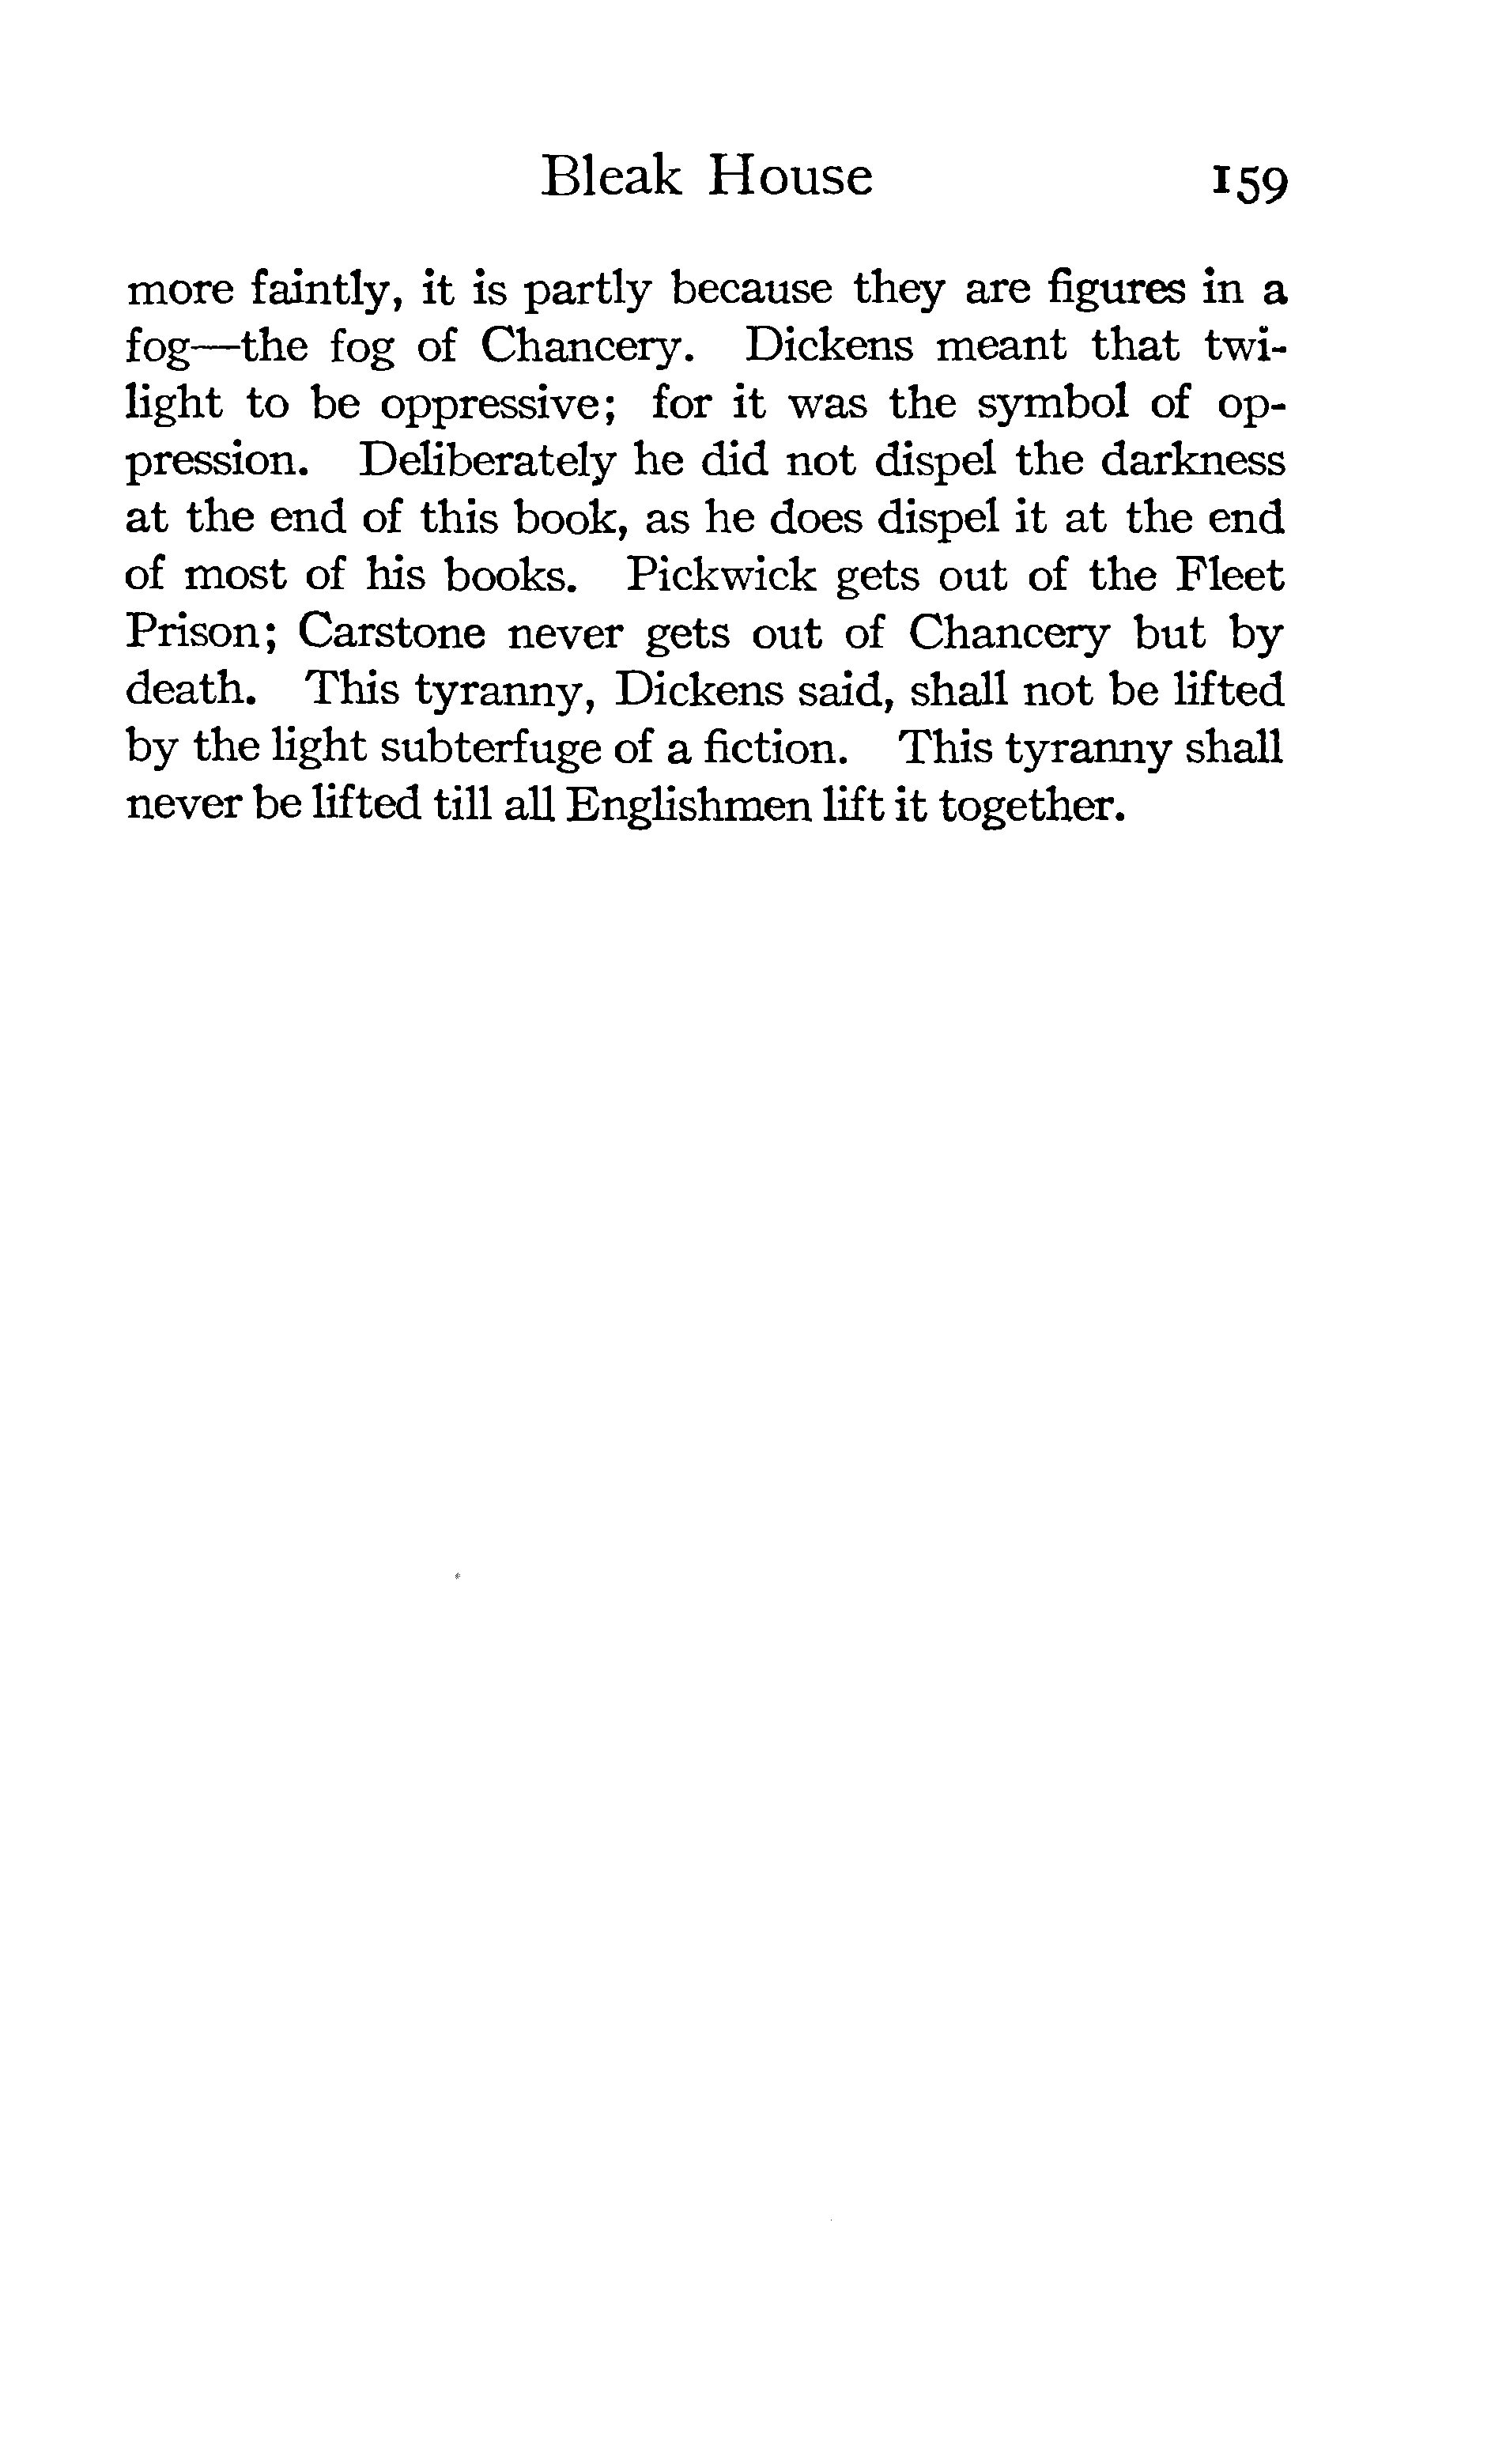 Bleak House 159
more faintly, it is partly because they are figures in a
fog—the fog of Chancery. Dickens meant that twi-
light to be oppressive; for it was the symbol of op-
pression. Deliberately he did not dispel the darkness
at the end of this book, as he does dispel it at the end
of most of his books. Pickwick gets out of the Fleet
Prison; Carstone never gets out of Chancery but by
death. This tyranny, Dickens said, shall not be lifted
by the light subterfuge of a fiction. This tyranny shall
never be lifted till all Englishmen lift it together.